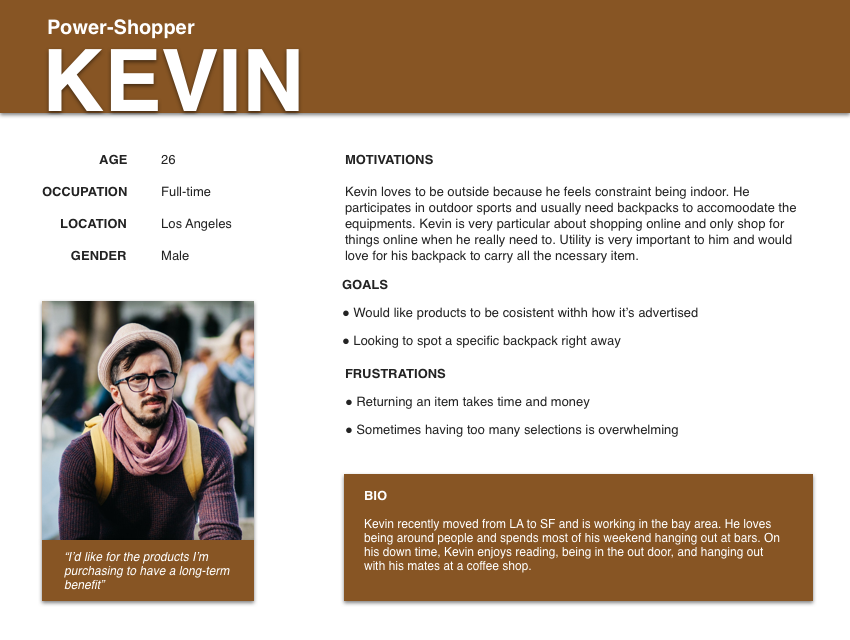 Power-Shopper
KEVIN
AGE 26
OCCUPATION Full-time
LOCATION Los Angeles
GENDER Male
“I’d like for the products I’m
purchasing to have a long-term
benefit”
MOTIVATIONS
Kevin loves to be outside because he feels constraint being indoor. He
participates in outdoor sports and usually need backpacks to accomoodate the
equipments. Kevin is very particular about shopping online and only shop for
things online when he really need to. Utility is very important to him and would
love for his backpack to carry all the ncessary item.
GOALS
● Would like products to be cosistent withh how it’s advertised
● Looking to spot a specific backpack right away
FRUSTRATIONS
● Returning an item takes time and money
● Sometimes having too many selections is overwhelming
BIO
Kevin recently moved from LA to SF and is working in the bay area. He loves
being around people and spends most of his weekend hanging out at bars. On
his down time, Kevin enjoys reading, being in the out door, and hanging out
with his mates at a coffee shop.